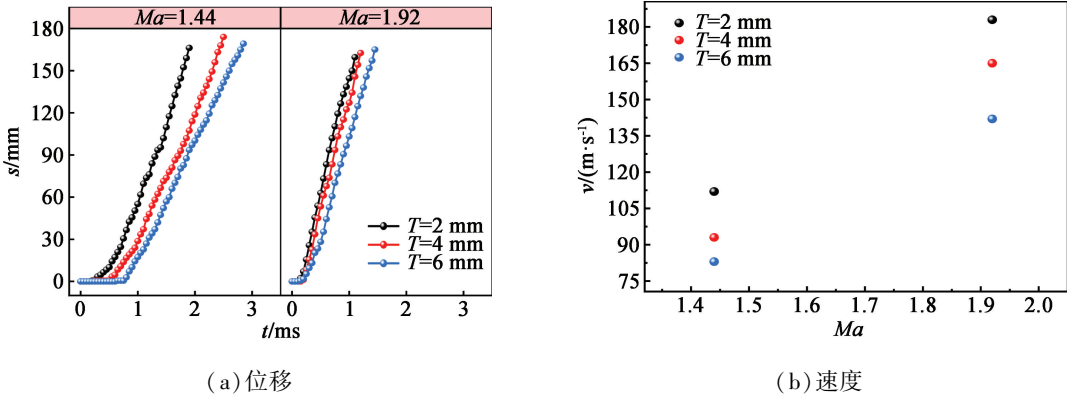 Ma=1.44
Ma=1.92
180
150
120
90
60
30
0
s/mm
T=2 mm
T=4 mm
T=6 mm
0 1 2 3 0 1 2 3
t/ms
(a)位移
180
165
150
135
120
105
90
75
v/(m·s⁻¹)
T=2 mm
T=4 mm
T=6 mm
1.4 1.5 1.6 1.7 1.8 1.9 2.0
Ma
(b)速度